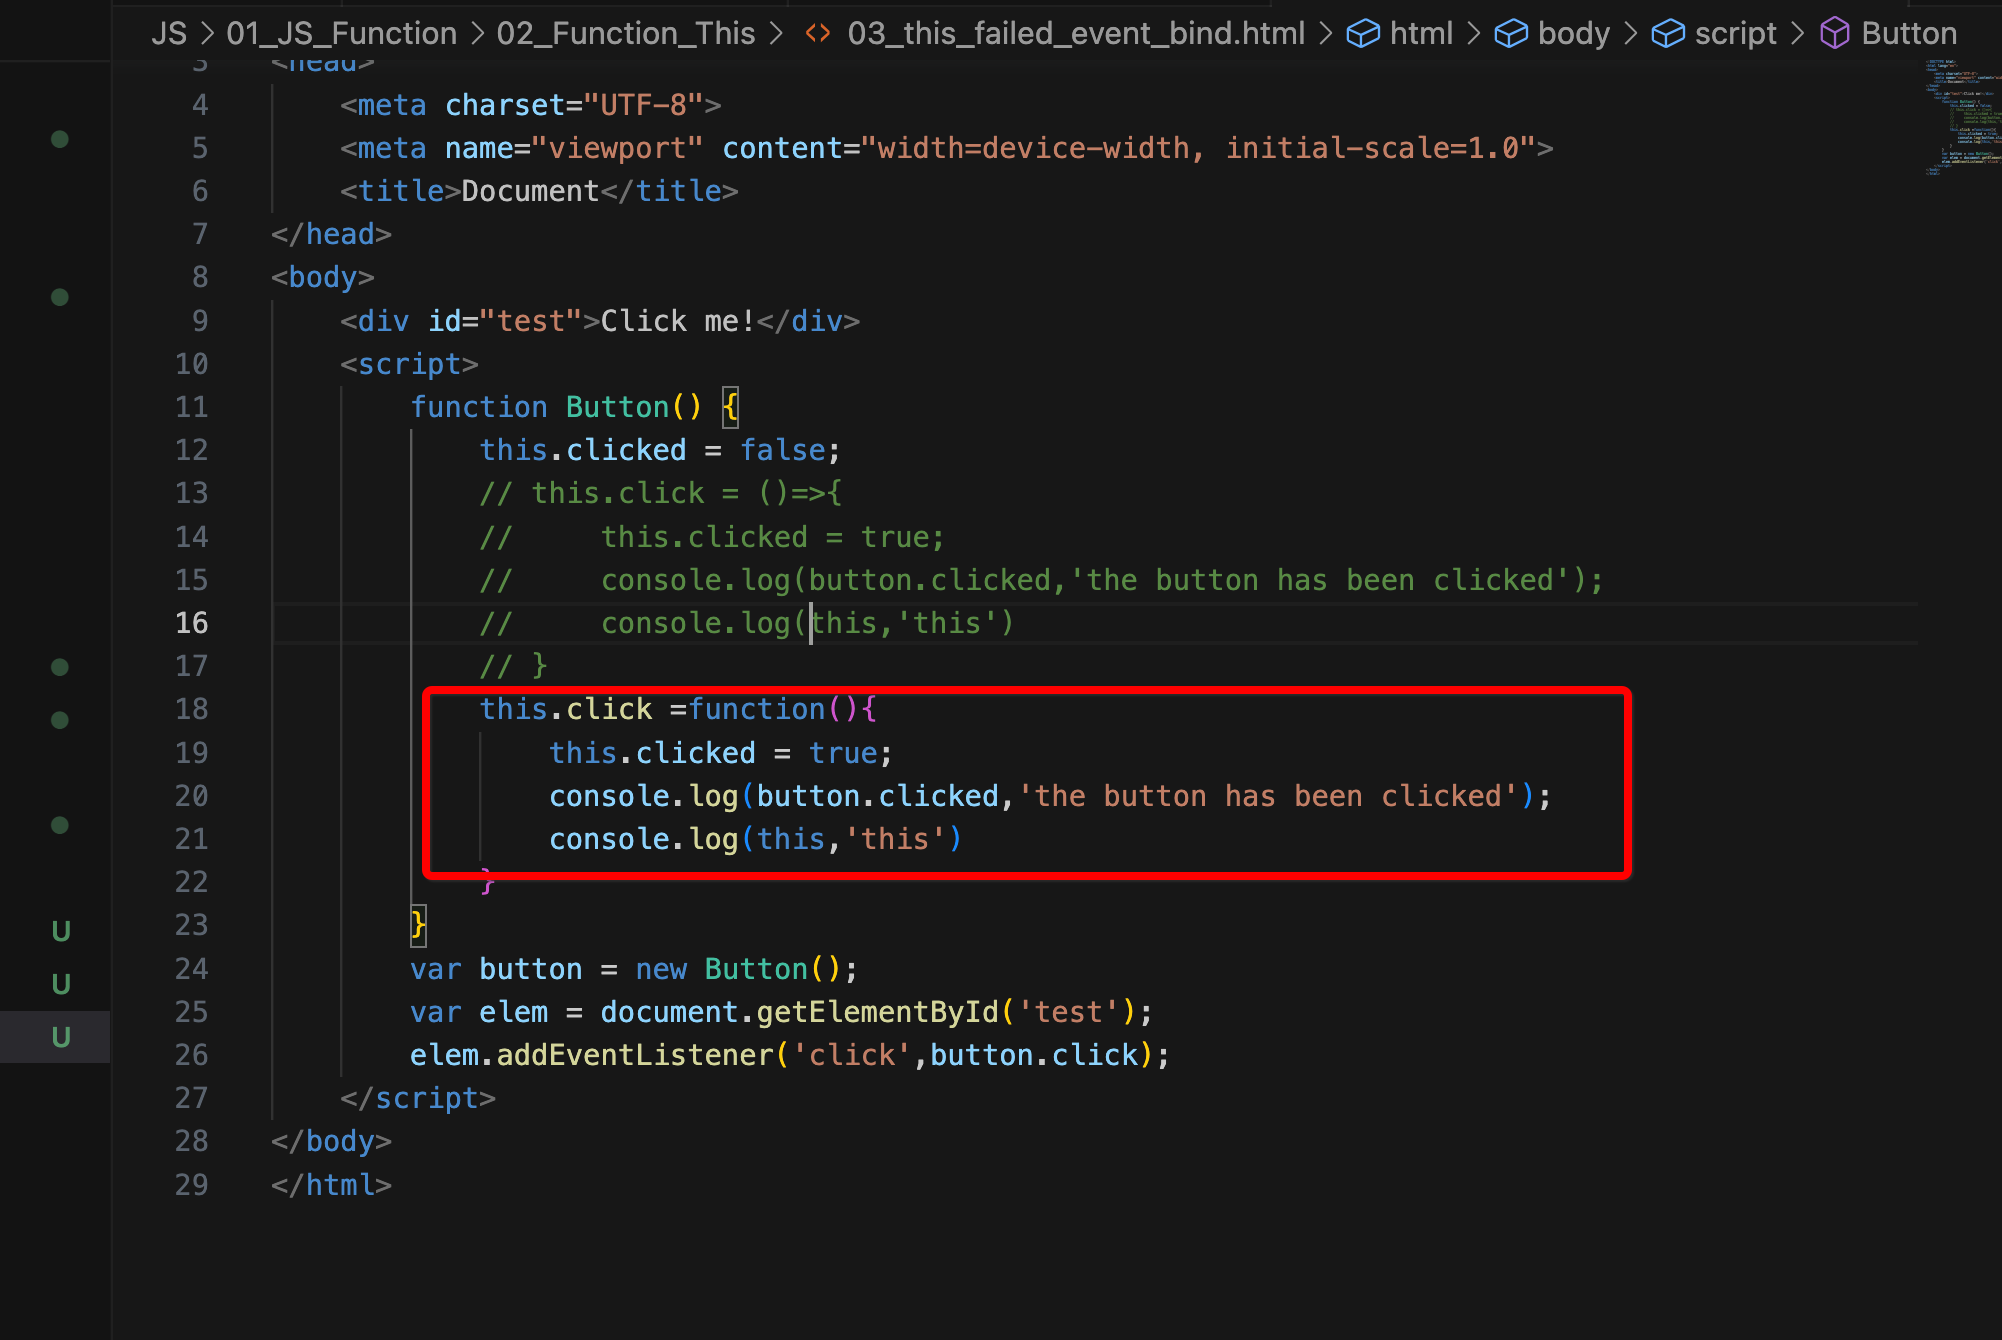 JS > 01_JS_Function > 02_Function_This > <> 03_this_failed_event_bind.html > html > body > script > Button
3 <head>
4 <meta charset="UTF-8">
5 <meta name="viewport" content="width=device-width, initial-scale=1.0">
6 <title>Document</title>
7 </head>
8 <body>
9 <div id="test">Click me!</div>
10 <script>
11 function Button() {
12 this.clicked = false;
13 // this.click = ()=>{
14 //     this.clicked = true;
15 //     console.log(button.clicked,'the button has been clicked');
16 //     console.log(this,'this')
17 // }
18 this.click =function(){
19 this.clicked = true;
20 console.log(button.clicked,'the button has been clicked');
21 console.log(this,'this')
22 }
23 }
24 var button = new Button();
25 var elem = document.getElementById('test');
26 elem.addEventListener('click',button.click);
27 </script>
28 </body>
29 </html>
U
U
U